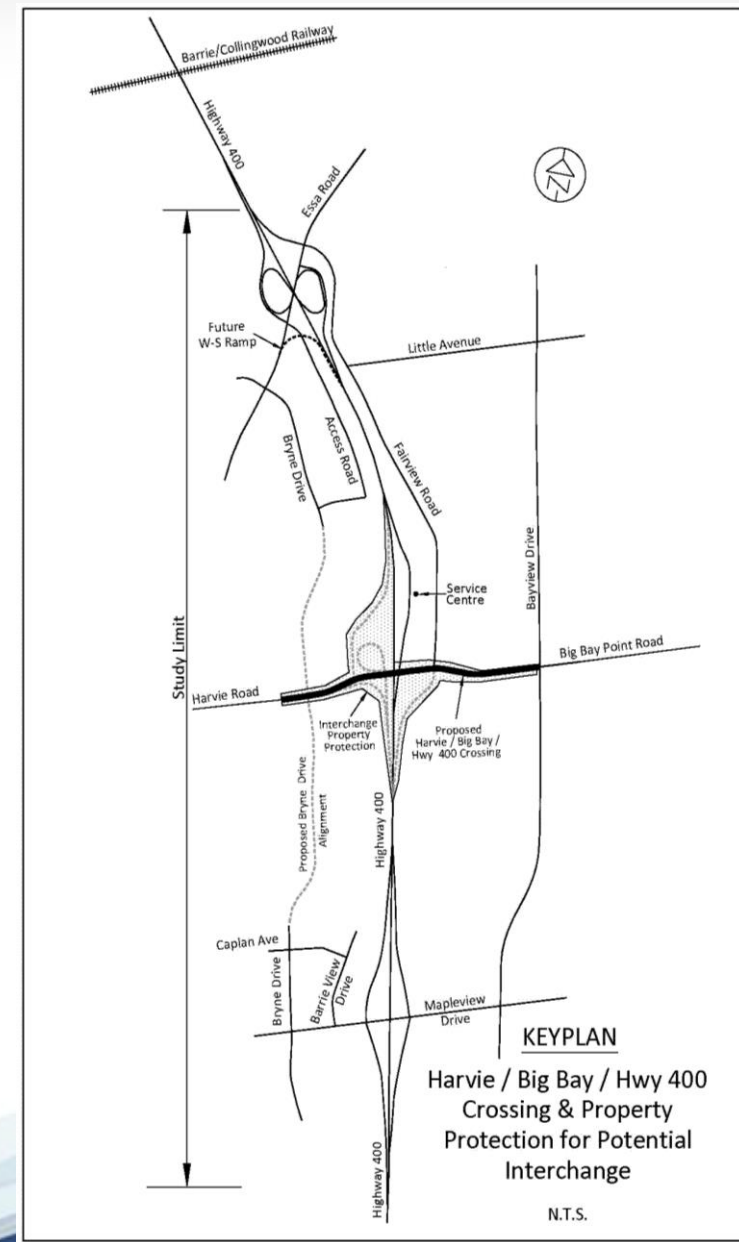 Barrie/Collingwood Railway
Highway 400
Essa Road
N
Future
W-S Ramp
Little Avenue
Access Road
Bryne Drive
Fairview Road
Bayview Drive
Service
Centre
Study Limit
Big Bay Point Road
Harvie Road
Interchange
Property
Protection
Proposed
Harvie / Big Bay /
Hwy 400 Crossing
Proposed Bryne Drive
Alignment
Highway 400
Caplan Ave
Bryne Drive
Barrie View
Drive
Mapleview
Drive
KEYPLAN
Harvie / Big Bay / Hwy 400
Crossing & Property
Protection for Potential
Interchange
Highway 400
N.T.S.